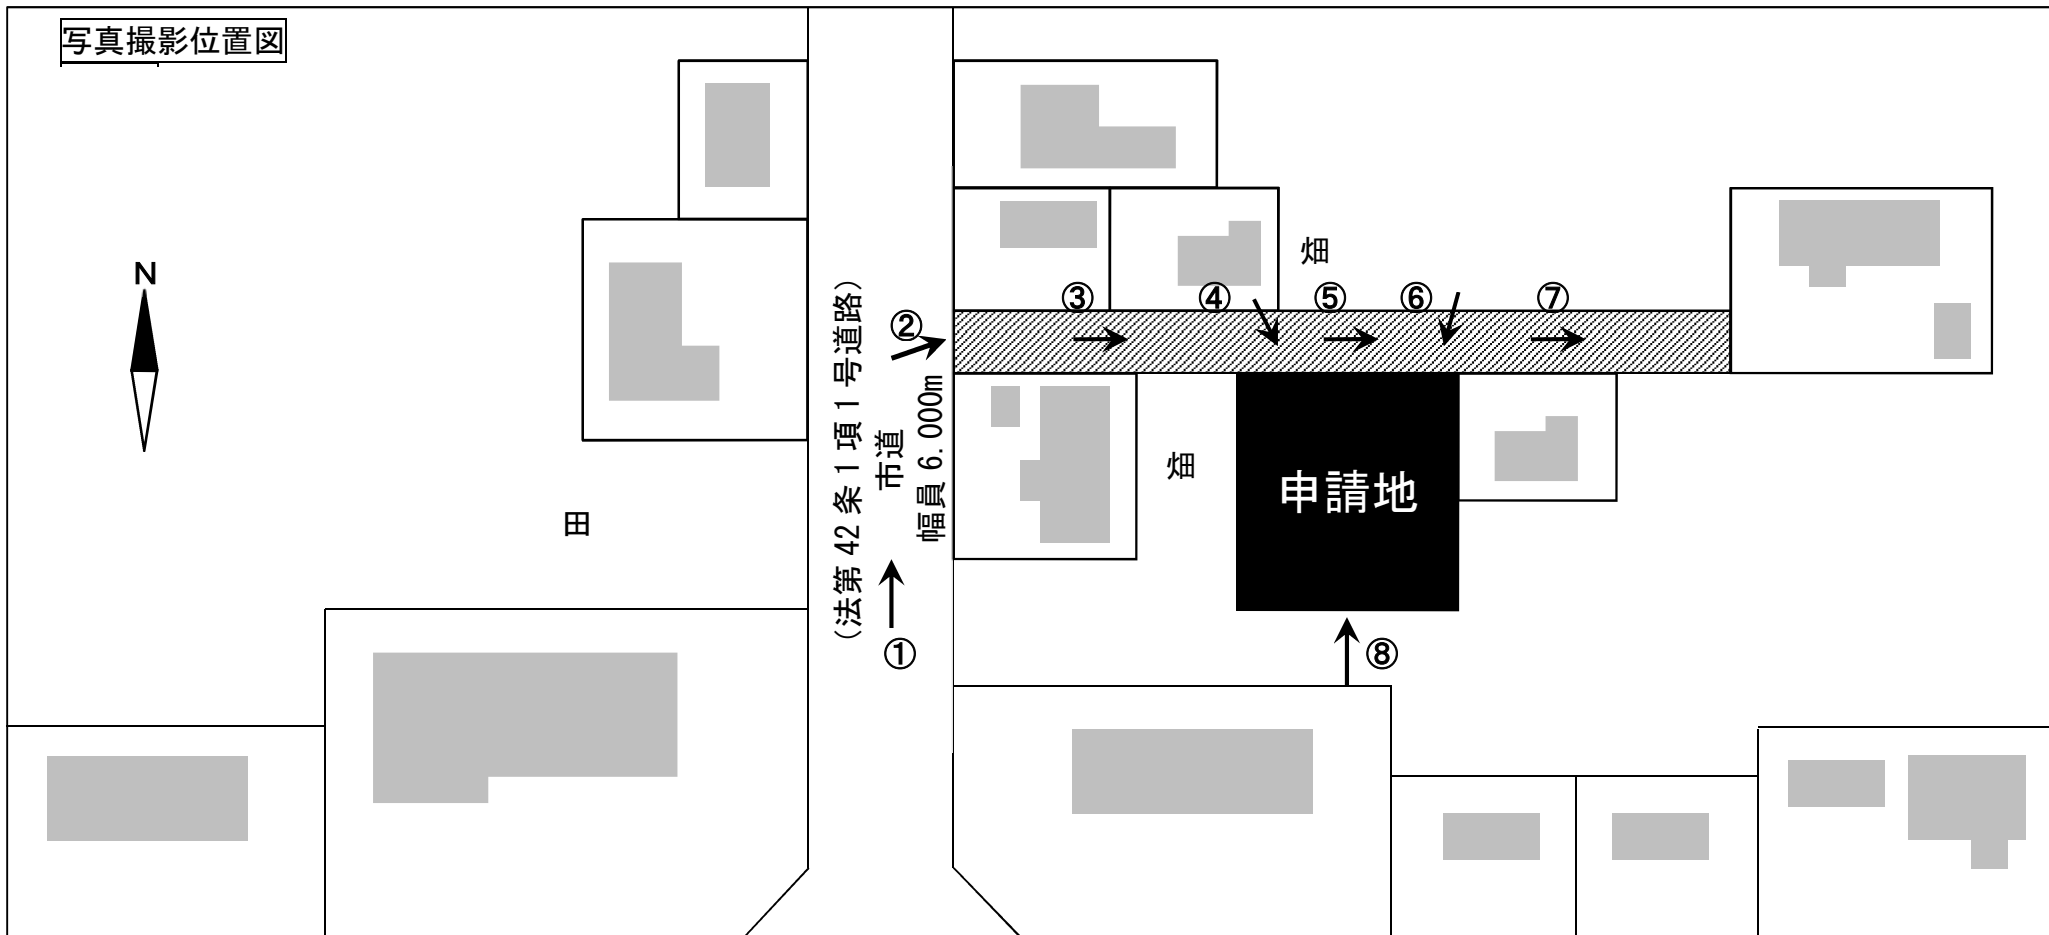 写真撮影位置図
N
(法第42条1項1号道路)
市道
幅員6.000m
①
②
③
④
⑤
⑥
⑦
畑
畑
申請地
田
⑧